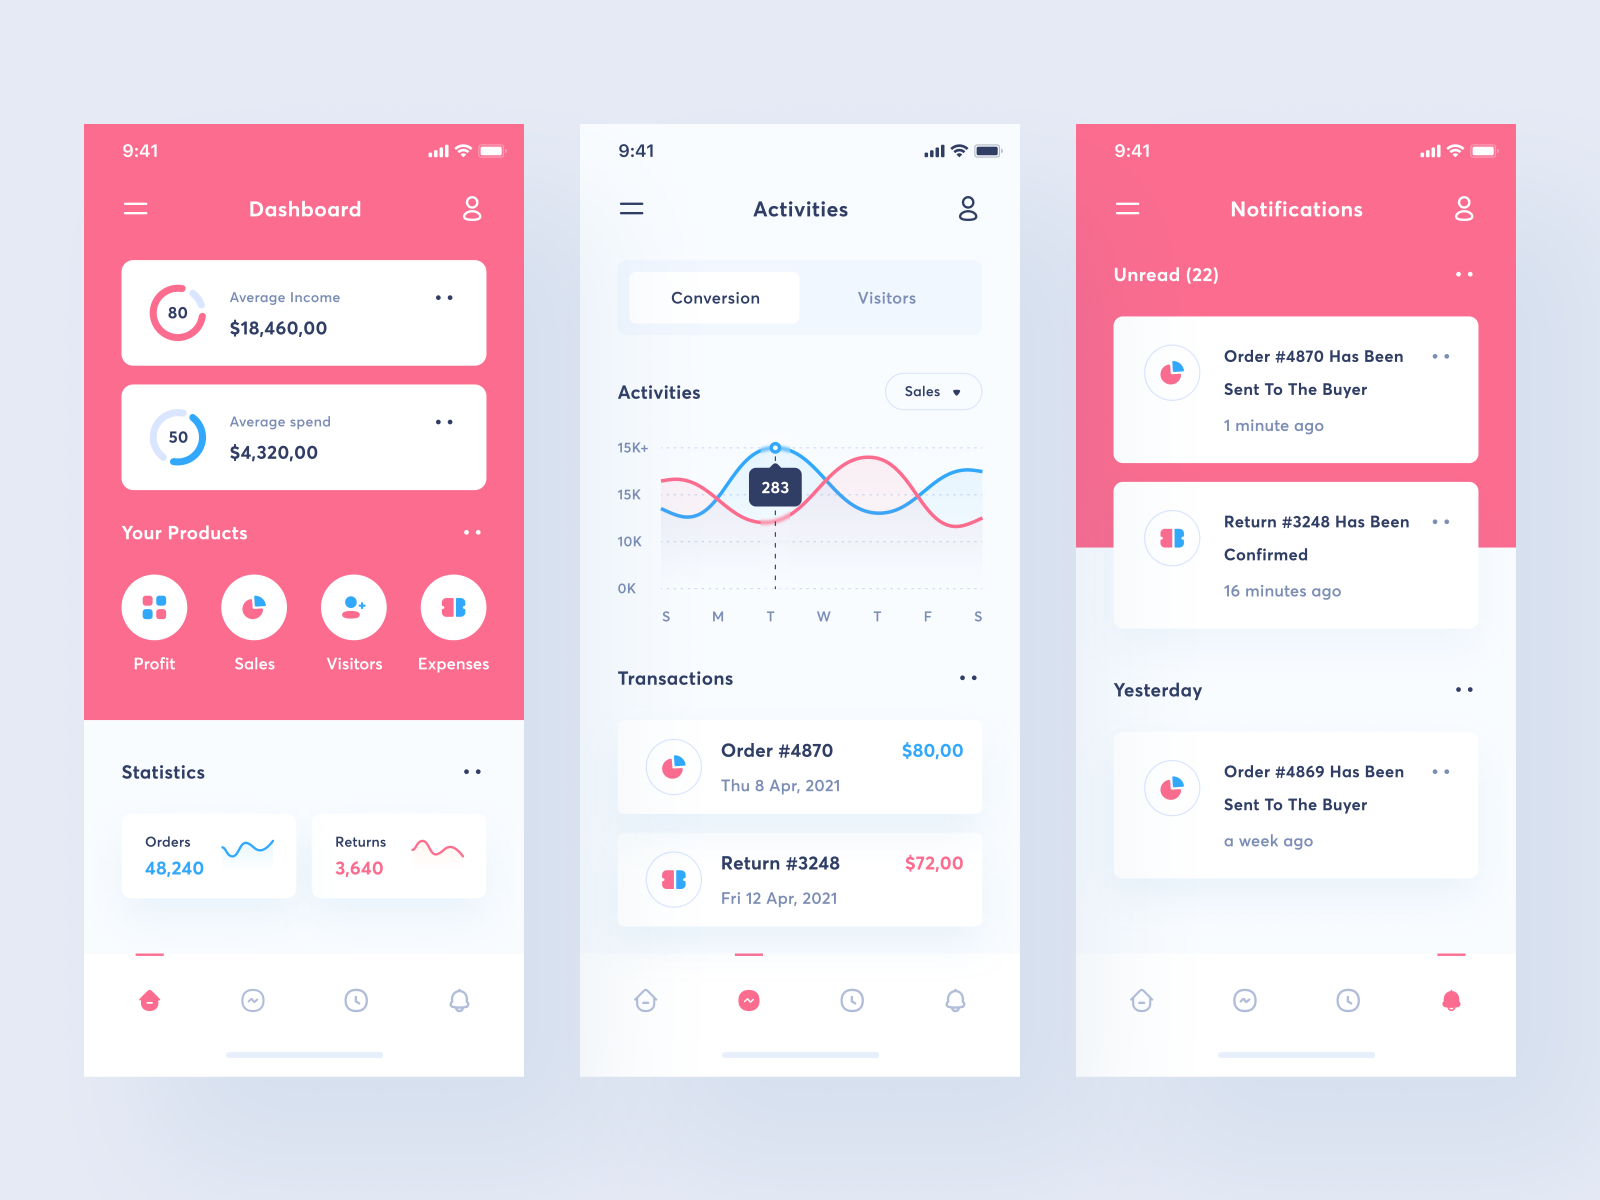 9:41
Dashboard
80
Average Income
$18,460,00
50
Average spend
$4,320,00
Your Products
Profit
Sales
Visitors
Expenses
Statistics
Orders
48,240
Returns
3,640
9:41
Activities
Conversion
Visitors
Activities
Sales
15K+
283
15K
10K
0K
S M T W T F S
Transactions
Order #4870
$80,00
Thu 8 Apr, 2021
Return #3248
$72,00
Fri 12 Apr, 2021
9:41
Notifications
Unread (22)
Order #4870 Has Been
Sent To The Buyer
1 minute ago
Return #3248 Has Been
Confirmed
16 minutes ago
Yesterday
Order #4869 Has Been
Sent To The Buyer
a week ago